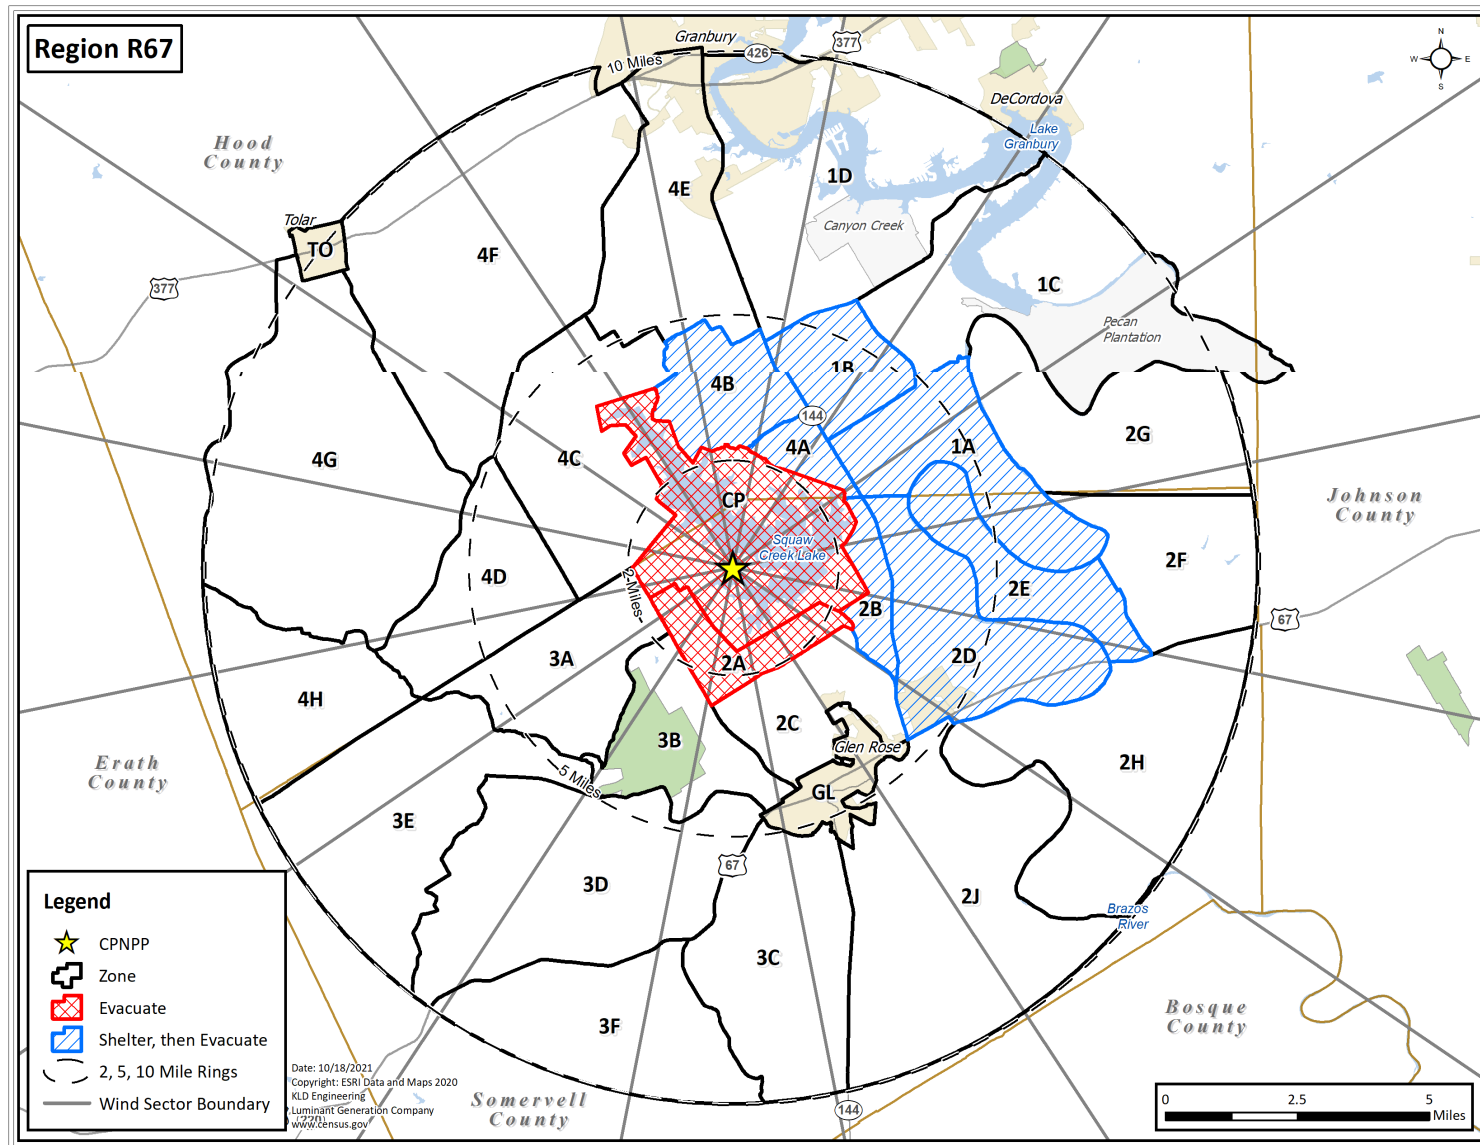 Region R67
Granbury
10 Miles
426
377
N
W
E
S
DeCordova
Lake
Granbury
Hood
County
4E
1D
Tolar
TO
Canyon Creek
4F
377
1C
Pecan
Plantation
4B
1B
144
4A
1A
2G
4G
4C
CP
Johnson
County
Squaw
Creek Lake
4D
2 Miles
2B
2E
2F
67
3A
2A
2D
4H
2C
3B
Glen Rose
Erath
County
5 Miles
GL
2H
3E
67
3D
2J
Brazos
River
3C
3F
Bosque
County
Somervell
County
144
Legend
CPNPP
Zone
Evacuate
Shelter, then Evacuate
2, 5, 10 Mile Rings
Wind Sector Boundary
220
Date: 10/18/2021
Copyright: ESRI Data and Maps 2020
KLD Engineering
Luminant Generation Company
www.census.gov
0
2.5
5
Miles